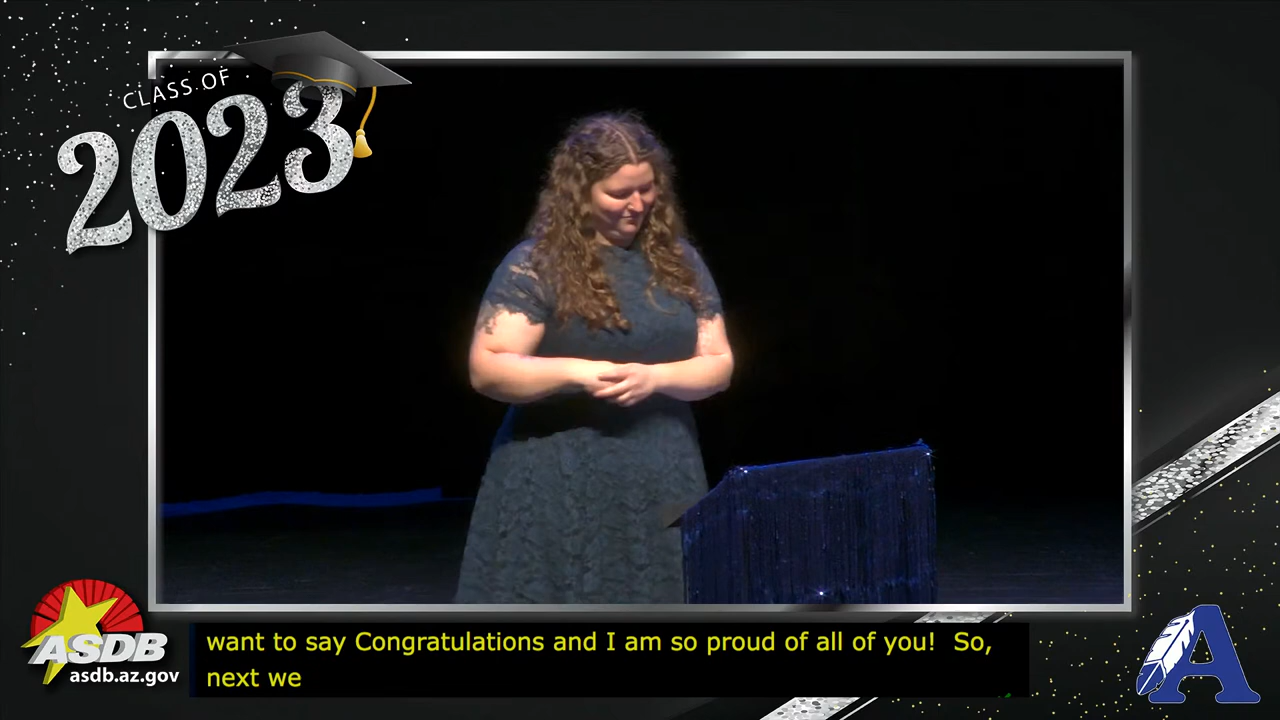 CLASS OF
2023
ASDB
asdb.az.gov
want to say Congratulations and I am so proud of all of you!  So,
next we
A